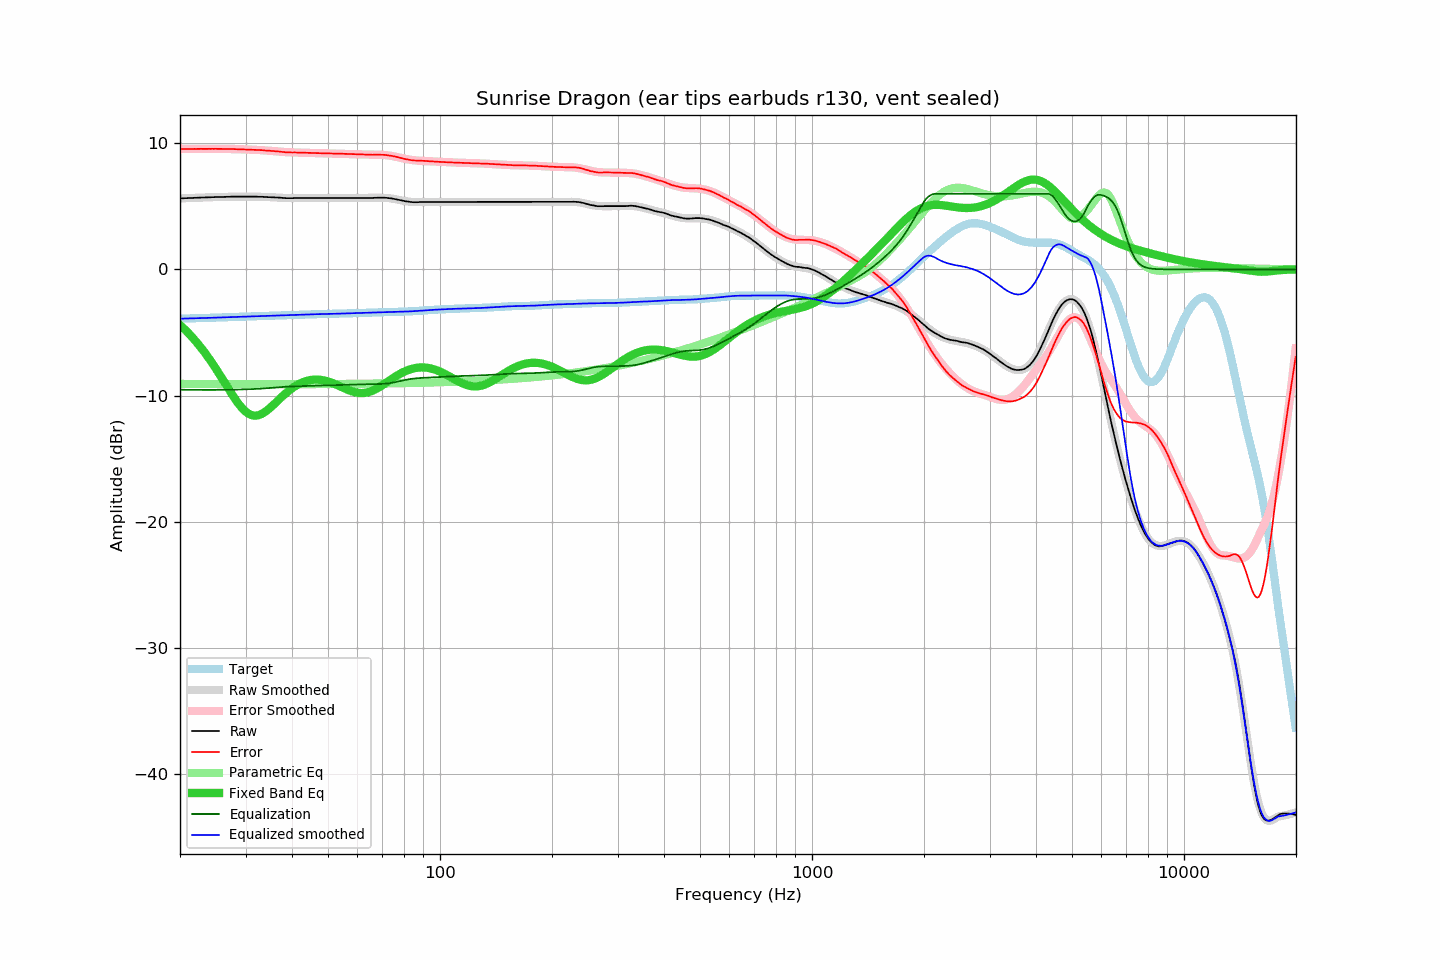 Sunrise Dragon (ear tips earbuds r130, vent sealed)
10
0
−10
−20
−30
−40
Amplitude (dBr)
Target
Raw Smoothed
Error Smoothed
Raw
Error
Parametric Eq
Fixed Band Eq
Equalization
Equalized smoothed
100
1000
10000
Frequency (Hz)